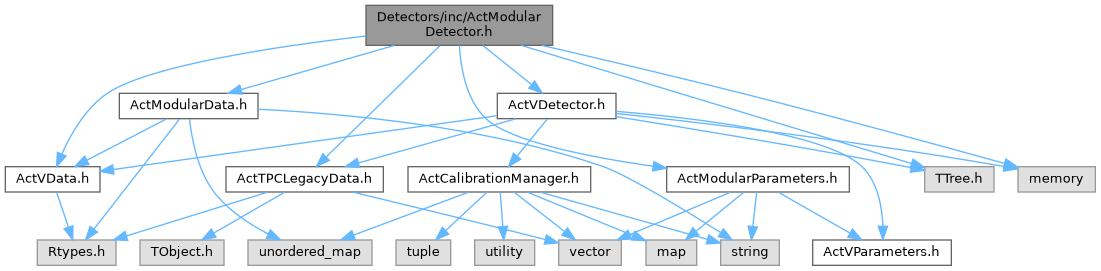 Detectors/inc/ActModular
Detector.h
ActModularData.h
ActVDetector.h
ActVData.h
ActTPCLegacyData.h
ActCalibrationManager.h
ActModularParameters.h
TTree.h
memory
Rtypes.h
TObject.h
unordered_map
tuple
utility
vector
map
string
ActVParameters.h